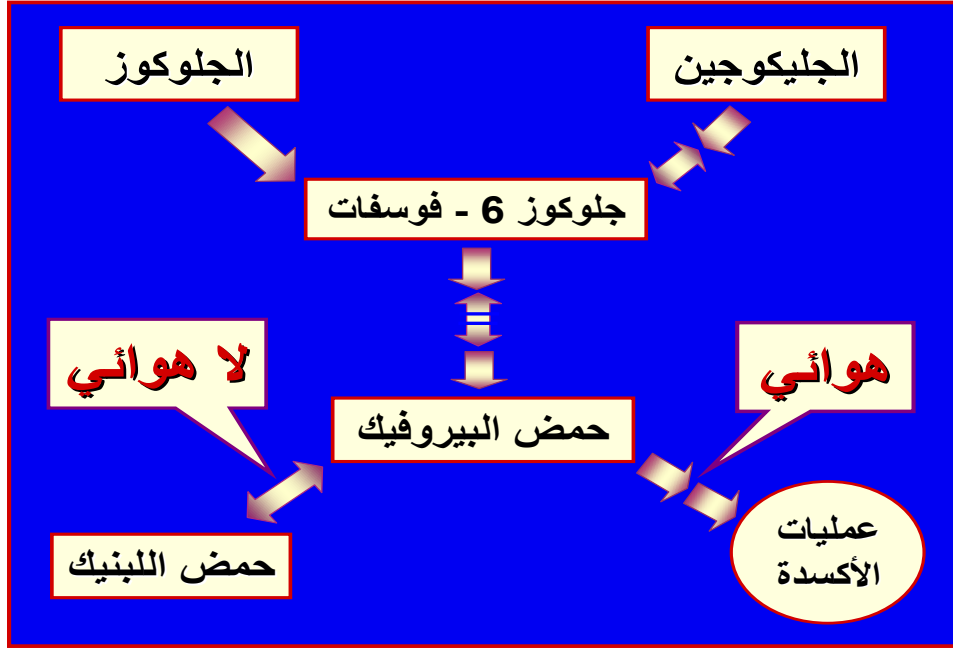 الجليكوجين
الجلوكوز
جلوكوز 6 - فوسفات
هوائي
لا هوائي
حمض البيروفيك
عمليات
الأكسدة
حمض اللبنيك